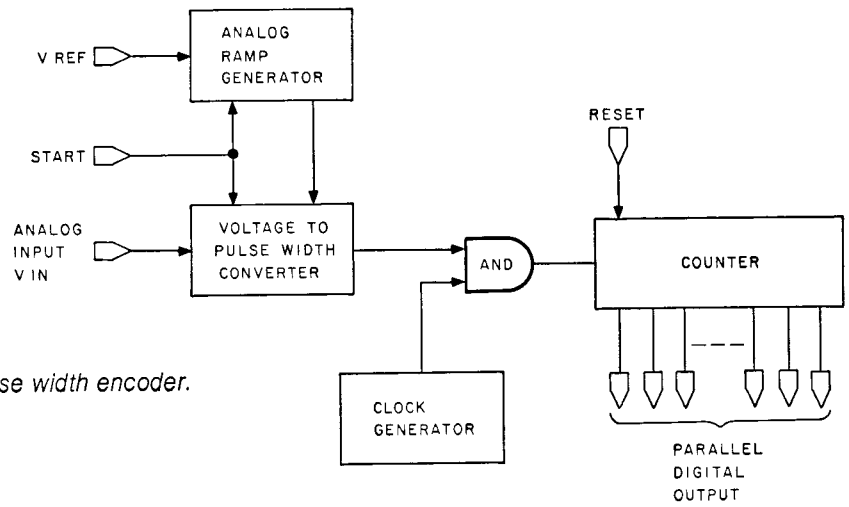 ANALOG
RAMP
GENERATOR
V REF
START
ANALOG
INPUT
V IN
VOLTAGE TO
PULSE WIDTH
CONVERTER
AND
RESET
COUNTER
CLOCK
GENERATOR
PARALLEL
DIGITAL
OUTPUT
se width encoder.